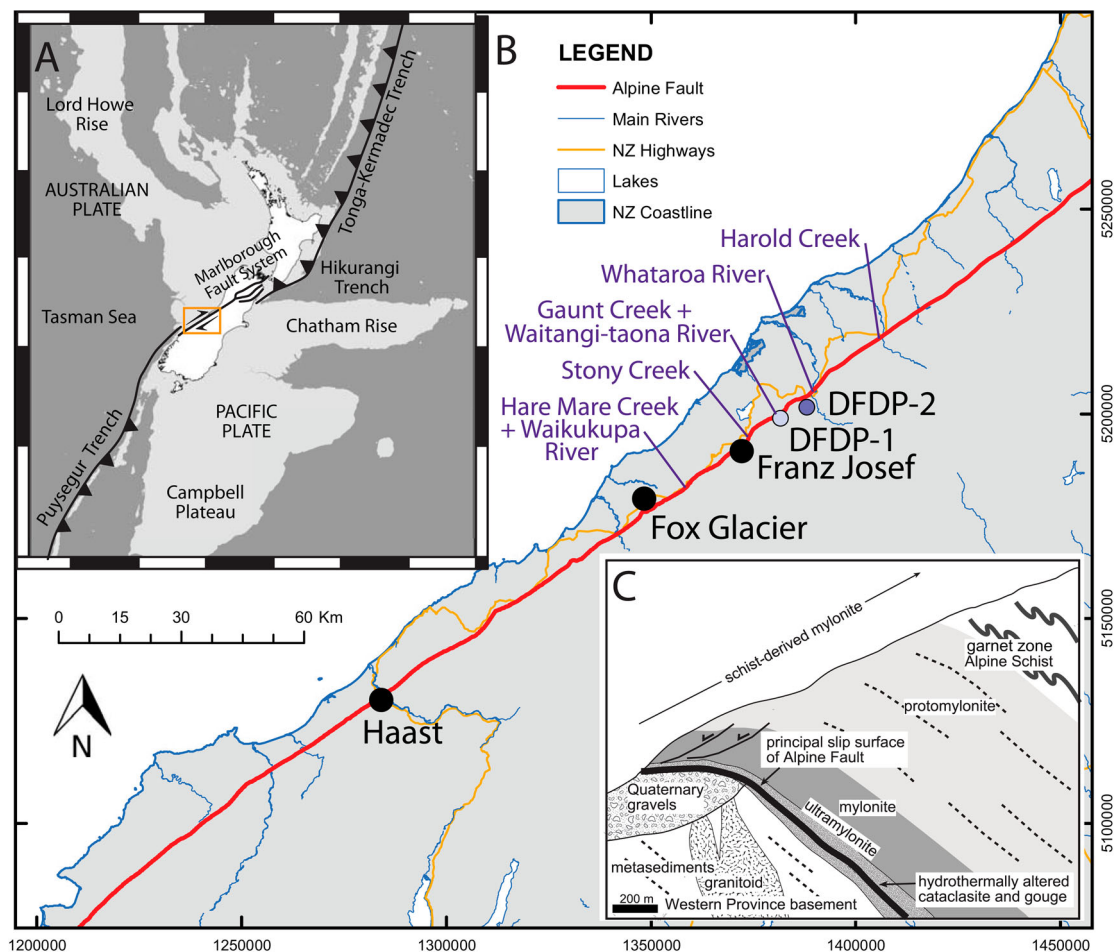 A
Lord Howe
Rise
AUSTRALIAN
PLATE
Tonga-Kermadec Trench
Marlborough
Fault System
Hikurangi
Trench
Tasman Sea
Chatham Rise
PACIFIC
PLATE
Puysegur Trench
Campbell
Plateau
B
LEGEND
Alpine Fault
Main Rivers
NZ Highways
Lakes
NZ Coastline
Harold Creek
Whataroa River
Gaunt Creek +
Waitangi-taona River
Stony Creek
Hare Mare Creek
+ Waikukupa
River
DFDP-2
DFDP-1
Franz Josef
Fox Glacier
Haast
0 15 30 60 Km
N
C
schist-derived mylonite
garnet zone
Alpine Schist
protomylonite
principal slip surface
of Alpine Fault
Quaternary
gravels
mylonite
ultramylonite
metasediments
granitoid
hydrothermally altered
cataclasite and gouge
200 m
Western Province basement
5250000
5200000
5150000
5100000
1200000 1250000 1300000 1350000 1400000 1450000